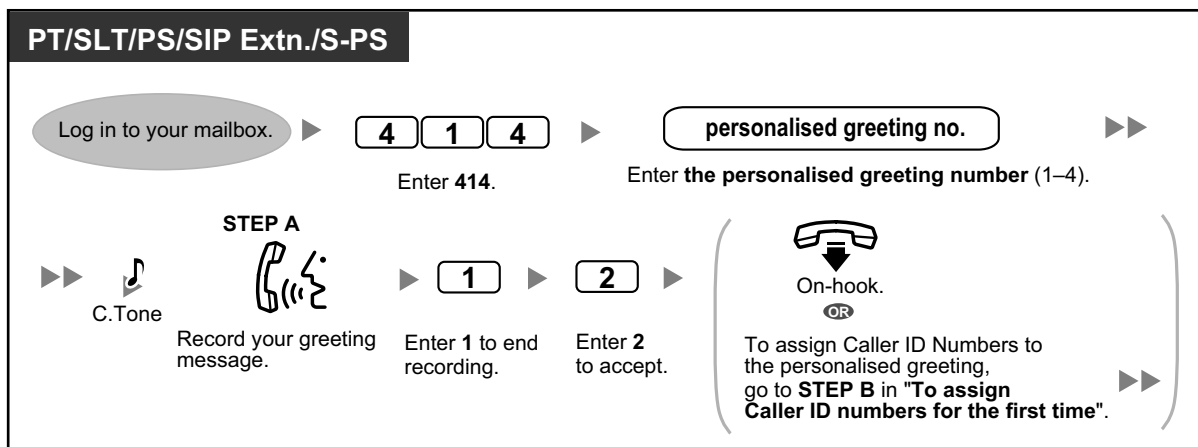 PT/SLT/PS/SIP Extn./S-PS
Log in to your mailbox.
4 1 4
Enter 414.
personalised greeting no.
Enter the personalised greeting number (1–4).
C.Tone
STEP A
Record your greeting
message.
1
Enter 1 to end
recording.
2
Enter 2
to accept.
On-hook.
OR
To assign Caller ID Numbers to
the personalised greeting,
go to STEP B in "To assign
Caller ID numbers for the first time".